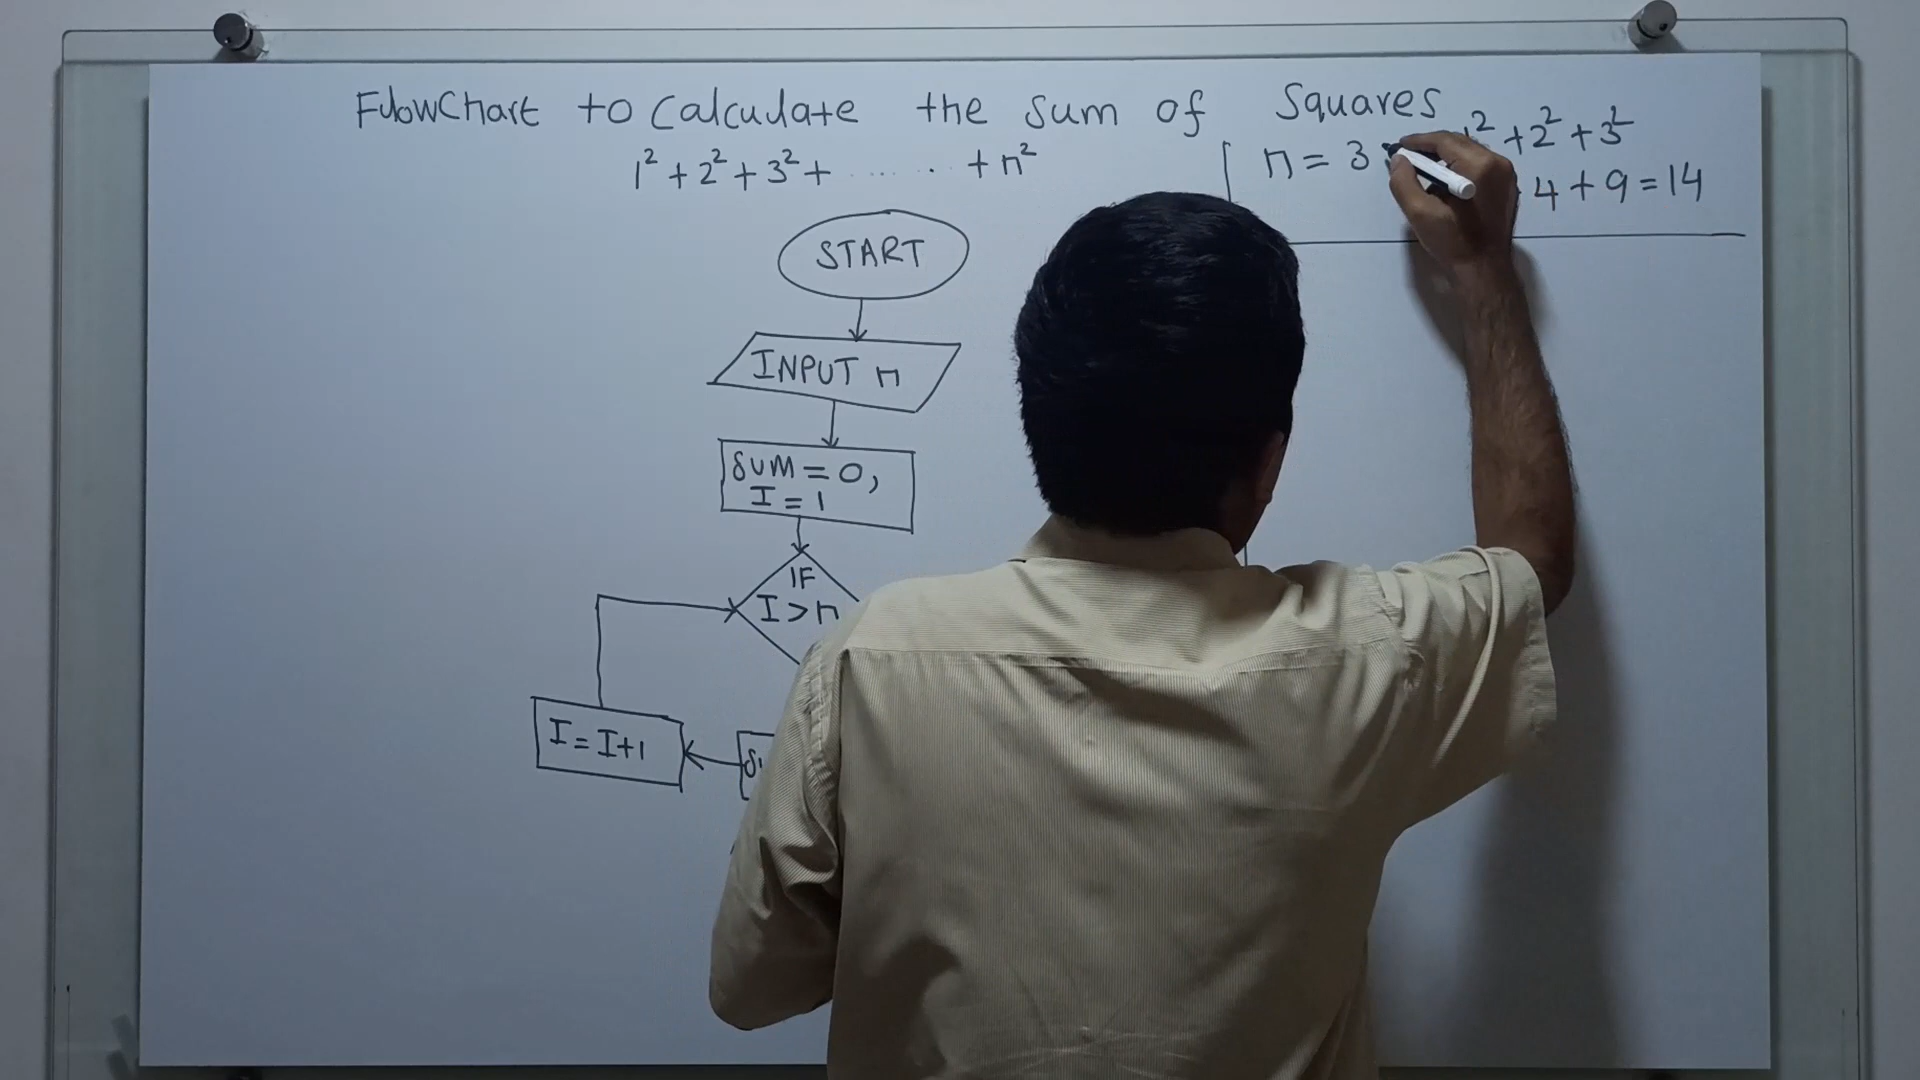 FlowChart to Calculate the Sum of Squares
1² + 2² + 3² + ...... + n²
n = 3
² + 2² + 3²
4 + 9 = 14
START
INPUT n
SUM = 0,
I = 1
IF
I > n
I = I+1